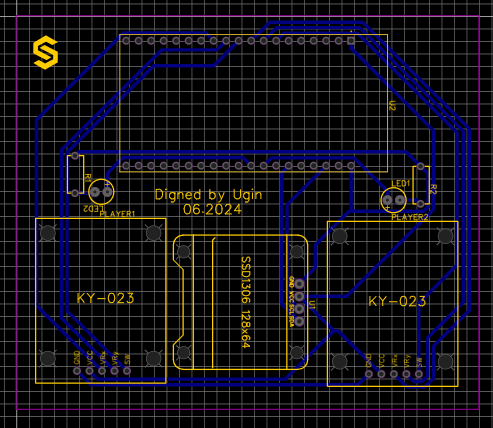 U2
R1
LED1
R2
LED2
PLAYER1
Digned by Ugin
06.2024
PLAYER2
SSD1306 128x64
GND VCC SCL SDA
U1
KY-023
KY-023
GND VCC VRx VRy SW
GND VCC VRx VRy SW